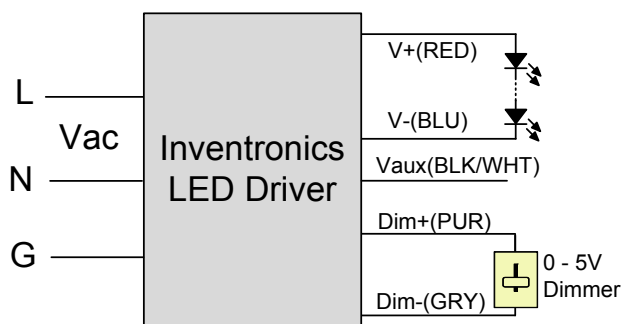 L
Vac
N
G
Inventronics
LED Driver
V+(RED)
V-(BLU)
Vaux(BLK/WHT)
Dim+(PUR)
Dim-(GRY)
0 - 5V
Dimmer